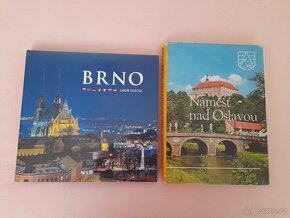 BRNO
LIBOR SVÁČEK
Náměšť
nad Oslavou